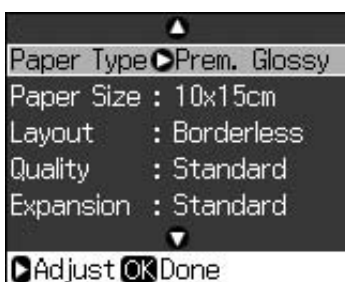 Paper Type Prem. Glossy
Paper Size : 10x15cm
Layout : Borderless
Quality : Standard
Expansion : Standard
Adjust OK Done